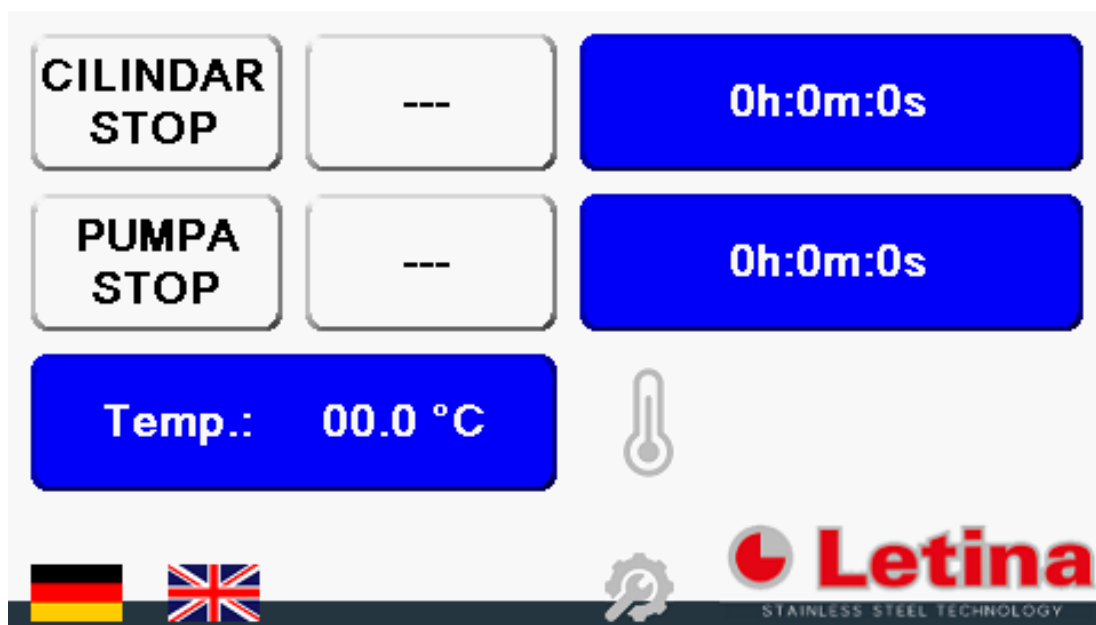 CILINDAR
STOP
---
0h:0m:0s
PUMPA
STOP
---
0h:0m:0s
Temp.: 00.0 °C
Letina
STAINLESS STEEL TECHNOLOGY